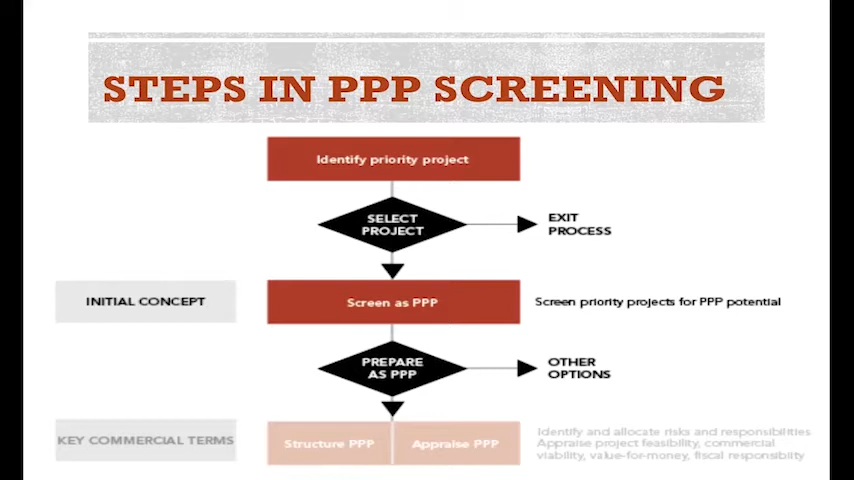 STEPS IN PPP SCREENING
Identify priority project
SELECT
PROJECT
EXIT
PROCESS
INITIAL CONCEPT
Screen as PPP
Screen priority projects for PPP potential
PREPARE
AS PPP
OTHER
OPTIONS
KEY COMMERCIAL TERMS
Structure PPP
Appraise PPP
Identify and allocate risks and responsibilities
Appraise project feasibility, commercial
viability, value-for-money, fiscal responsibility